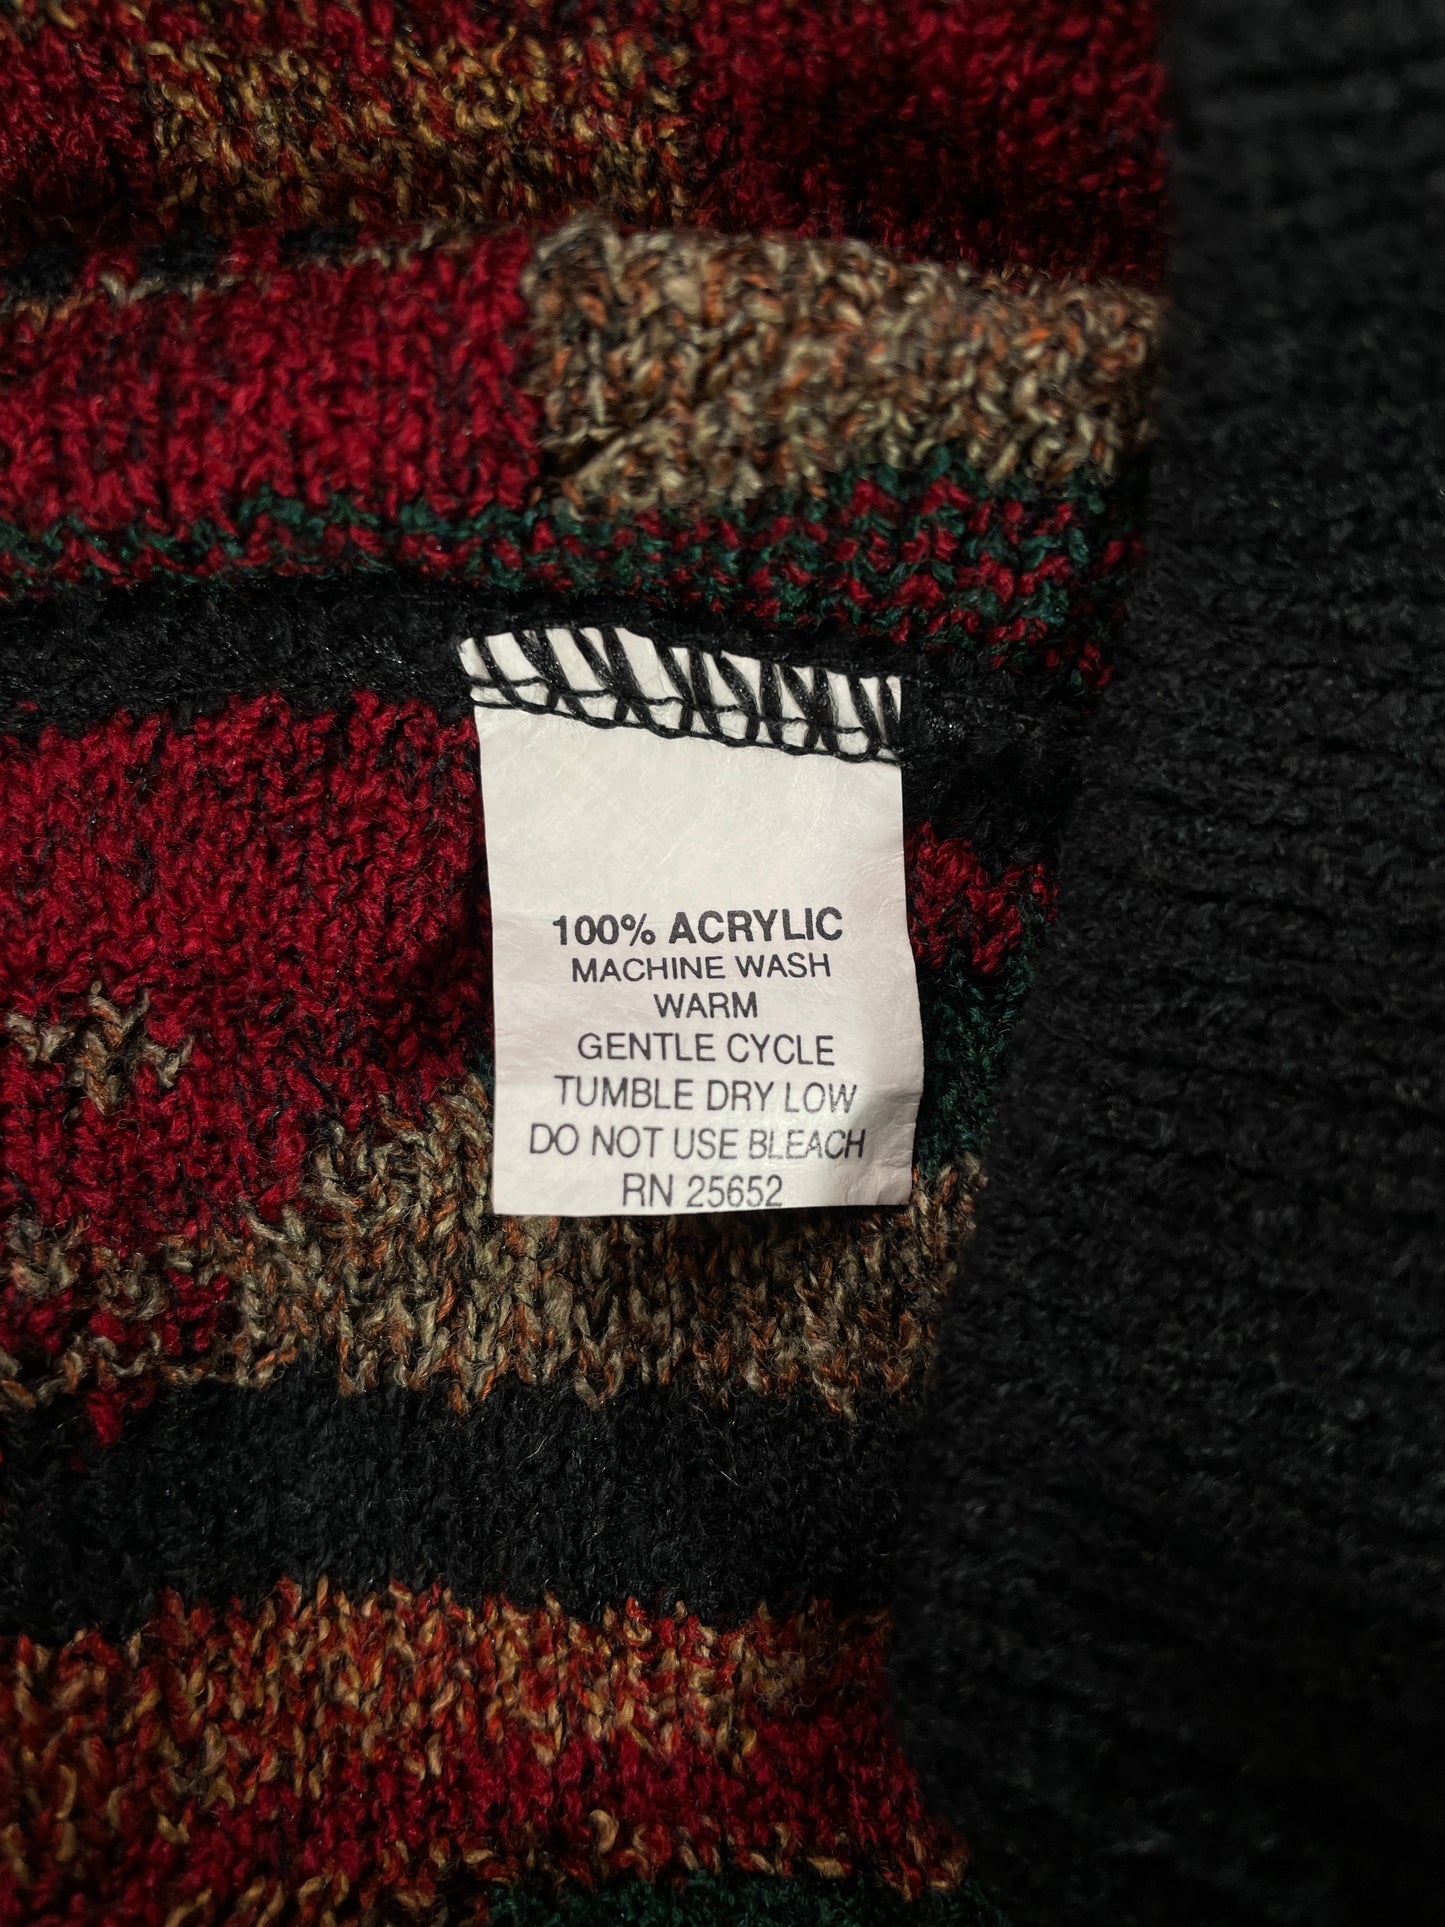 100% ACRYLIC
MACHINE WASH
WARM
GENTLE CYCLE
TUMBLE DRY LOW
DO NOT USE BLEACH
RN 25652